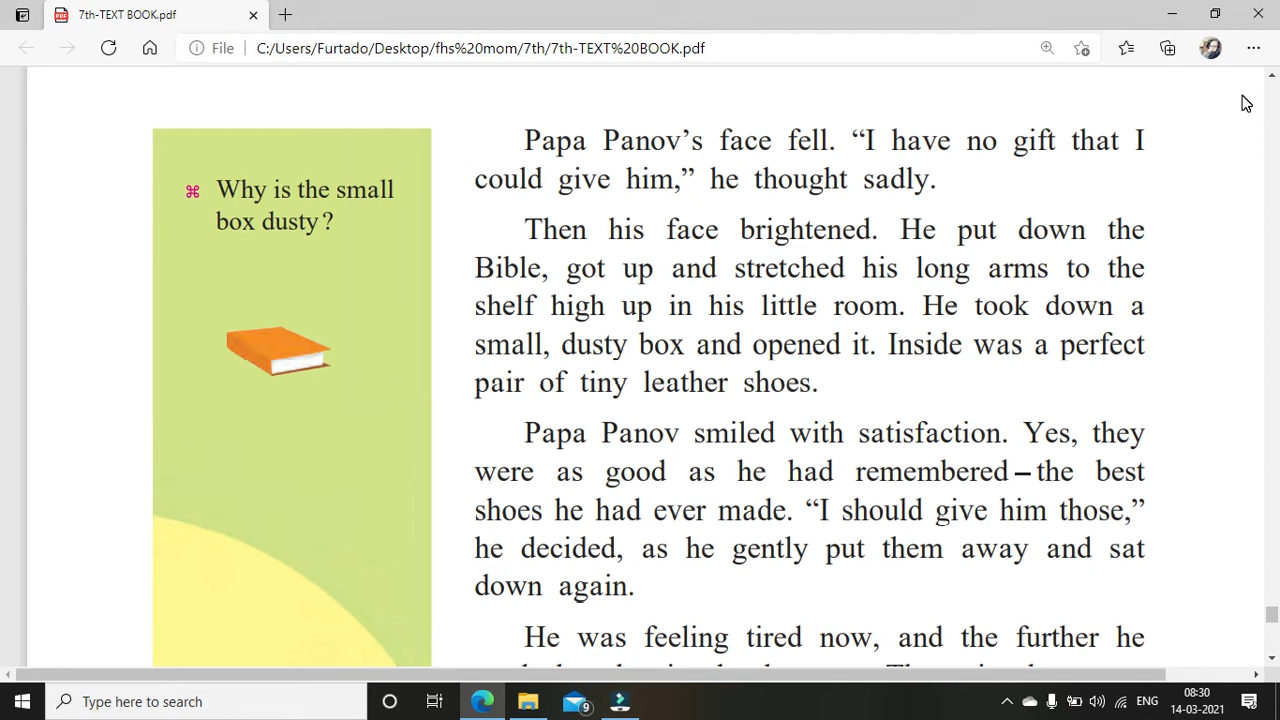 7th-TEXT BOOK.pdf
File
C:/Users/Furtado/Desktop/fhs%20mom/7th/7th-TEXT%20BOOK.pdf
Why is the small
box dusty?
Papa Panov’s face fell. “I have no gift that I
could give him,” he thought sadly.
Then his face brightened. He put down the
Bible, got up and stretched his long arms to the
shelf high up in his little room. He took down a
small, dusty box and opened it. Inside was a perfect
pair of tiny leather shoes.
Papa Panov smiled with satisfaction. Yes, they
were as good as he had remembered–the best
shoes he had ever made. “I should give him those,”
he decided, as he gently put them away and sat
down again.
He was feeling tired now, and the further he
Type here to search
9
ENG
08:30
14-03-2021